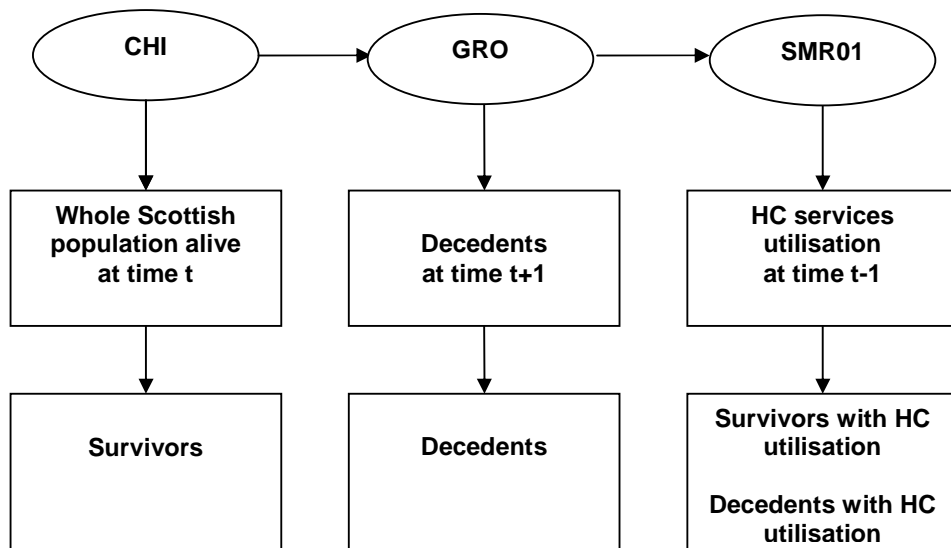 CHI
GRO
SMR01
Whole Scottish
population alive
at time t
Decedents
at time t+1
HC services
utilisation
at time t-1
Survivors
Decedents
Survivors with HC
utilisation
Decedents with HC
utilisation